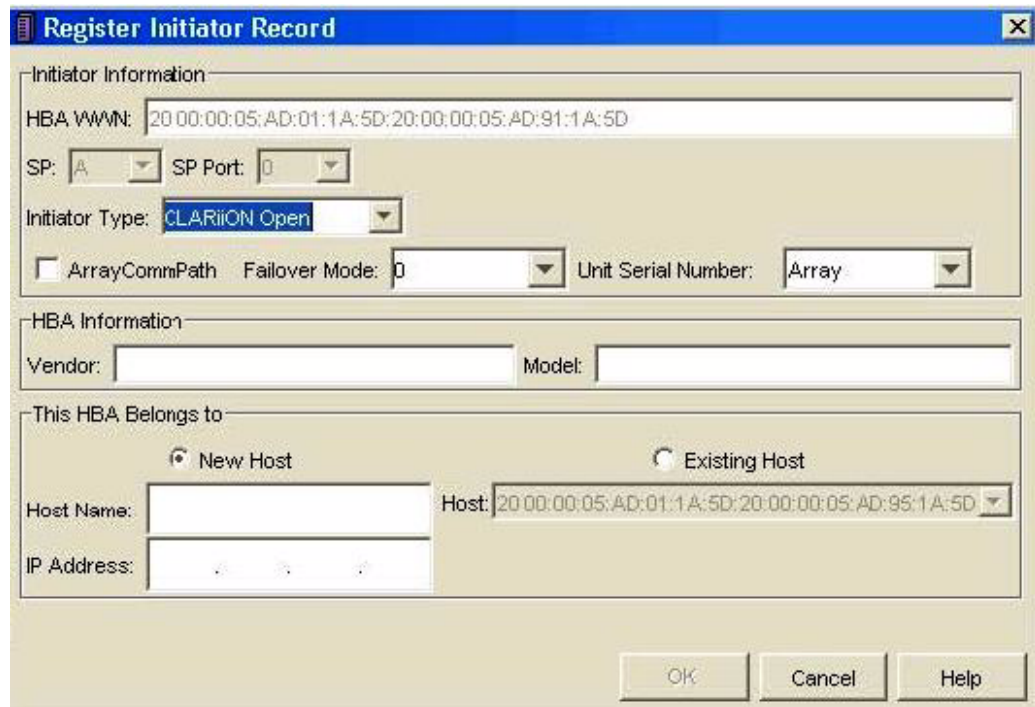 Register Initiator Record
Initiator Information
HBA WWN: 20:00:00:05:AD:01:1A:5D:20:00:00:05:AD:91:1A:5D
SP: A SP Port: 0
Initiator Type: CLARiiON Open
ArrayCommPath Failover Mode: 0 Unit Serial Number: Array
HBA Information
Vendor: Model:
This HBA Belongs to
New Host Existing Host
Host Name: Host: 20:00:00:05:AD:01:1A:5D:20:00:00:05:AD:95:1A:5D
IP Address: . . .
OK Cancel Help